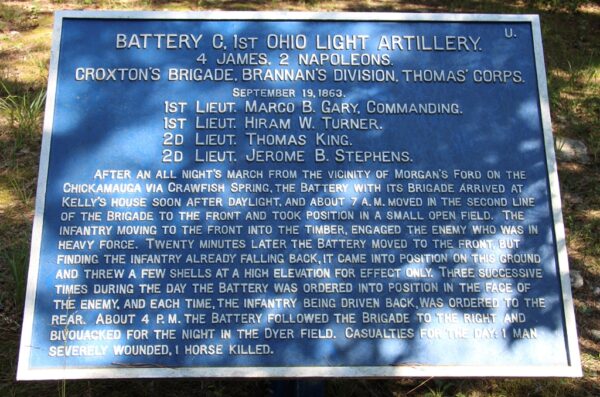 U.
BATTERY C, 1ST OHIO LIGHT ARTILLERY.
4 JAMES, 2 NAPOLEONS.
CROXTON'S BRIGADE, BRANNAN'S DIVISION, THOMAS' CORPS.
SEPTEMBER 19, 1863.
1ST LIEUT. MARCO B. GARY, COMMANDING.
1ST LIEUT. HIRAM W. TURNER.
2D LIEUT. THOMAS KING.
2D LIEUT. JEROME B. STEPHENS.
AFTER AN ALL NIGHT'S MARCH FROM THE VICINITY OF MORGAN'S FORD ON THE
CHICKAMAUGA VIA CRAWFISH SPRING, THE BATTERY WITH ITS BRIGADE ARRIVED AT
KELLY'S HOUSE SOON AFTER DAYLIGHT, AND ABOUT 7 A.M. MOVED IN THE SECOND LINE
OF THE BRIGADE TO THE FRONT AND TOOK POSITION IN A SMALL OPEN FIELD. THE
INFANTRY MOVING TO THE FRONT INTO THE TIMBER, ENGAGED THE ENEMY WHO WAS IN
HEAVY FORCE. TWENTY MINUTES LATER THE BATTERY MOVED TO THE FRONT, BUT
FINDING THE INFANTRY ALREADY FALLING BACK, IT CAME INTO POSITION ON THIS GROUND
AND THREW A FEW SHELLS AT A HIGH ELEVATION FOR EFFECT ONLY. THREE SUCCESSIVE
TIMES DURING THE DAY THE BATTERY WAS ORDERED INTO POSITION IN THE FACE OF
THE ENEMY, AND EACH TIME, THE INFANTRY BEING DRIVEN BACK, WAS ORDERED TO THE
REAR. ABOUT 4 P.M. THE BATTERY FOLLOWED THE BRIGADE TO THE RIGHT AND
BIVOUACKED FOR THE NIGHT IN THE DYER FIELD. CASUALTIES FOR THE DAY: 1 MAN
SEVERELY WOUNDED, 1 HORSE KILLED.